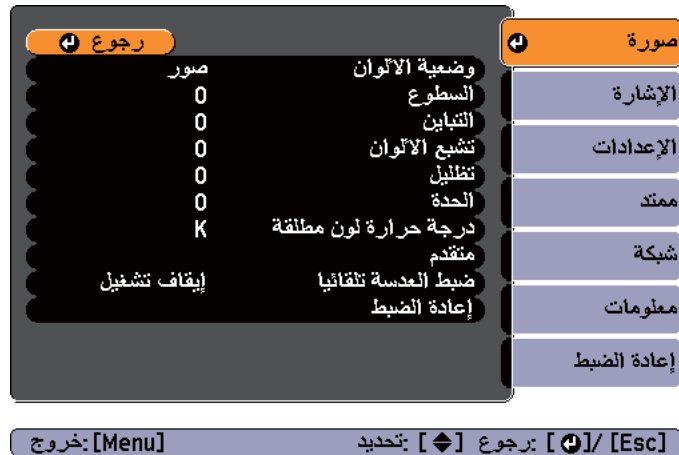 رجوع
صورة
الإشارة
الإعدادات
ممتد
شبكة
معلومات
إعادة الضبط
وضعية الألوان صور
السطوع 0
التباين 0
تشبع الألوان 0
تظليل 0
الحدة 0
درجة حرارة لون مطلقة K
متقدم
ضبط العدسة تلقائيا إيقاف تشغيل
إعادة الضبط
[Esc] /[ ] :رجوع [ ] :تحديد [Menu] :خروج